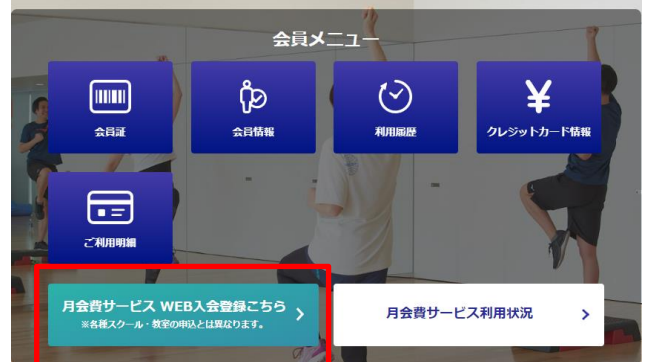 会員メニュー
会員証
会員情報
利用履歴
クレジットカード情報
ご利用明細
月会費サービス WEB入会登録こちら
※各種スクール・教室の申込とは異なります。
月会費サービス利用状況